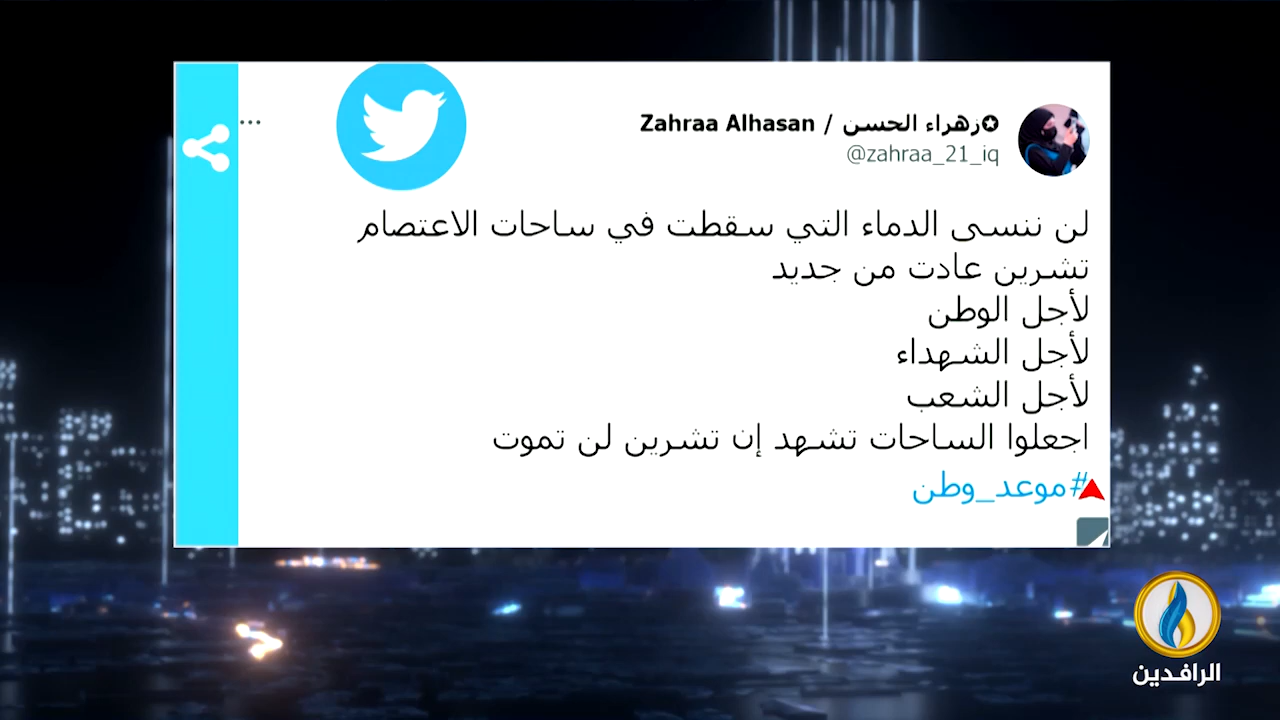 ✪زهراء الحسن / Zahraa Alhasan
@zahraa_21_iq
...
لن ننسى الدماء التي سقطت في ساحات الاعتصام
تشرين عادت من جديد
لأجل الوطن
لأجل الشهداء
لأجل الشعب
اجعلوا الساحات تشهد إن تشرين لن تموت
#موعد_وطن
الرافدين